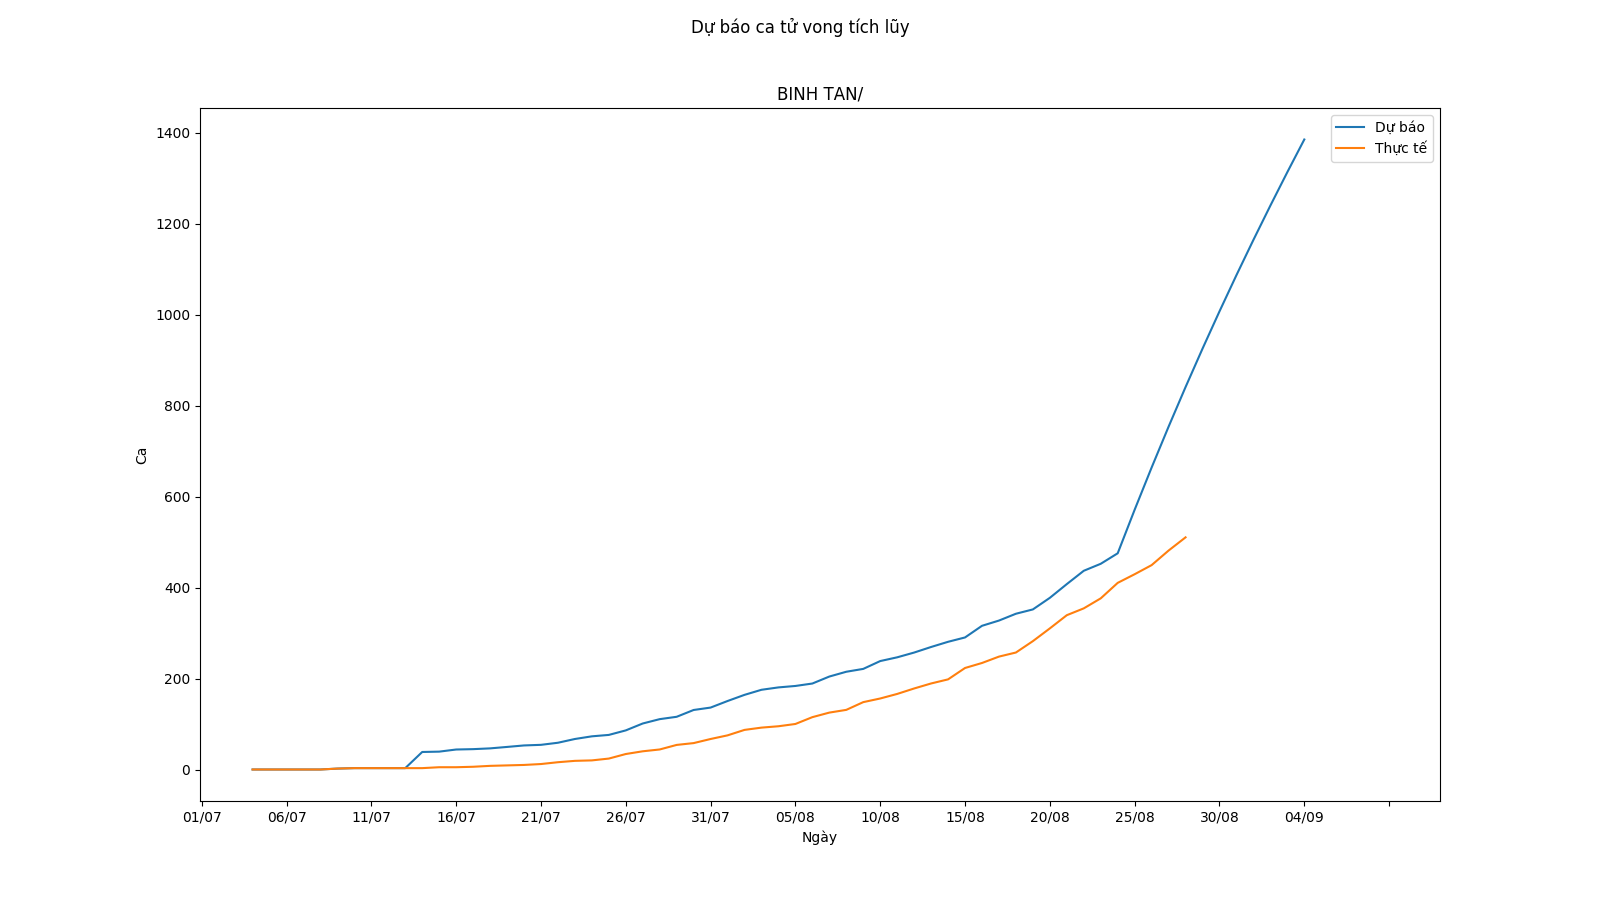 Dự báo ca tử vong tích lũy
BINH TAN/
Dự báo
Thực tế
1400
1200
1000
800
600
400
200
0
Ca
01/07 06/07 11/07 16/07 21/07 26/07 31/07 05/08 10/08 15/08 20/08 25/08 30/08 04/09
Ngày